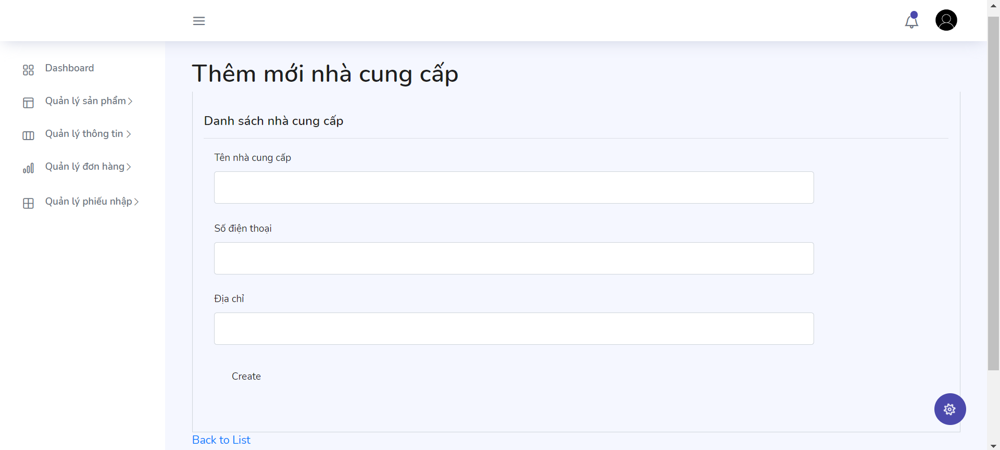 Dashboard
Quản lý sản phẩm
Quản lý thông tin
Quản lý đơn hàng
Quản lý phiếu nhập
Thêm mới nhà cung cấp
Danh sách nhà cung cấp
Tên nhà cung cấp
Số điện thoại
Địa chỉ
Create
Back to List